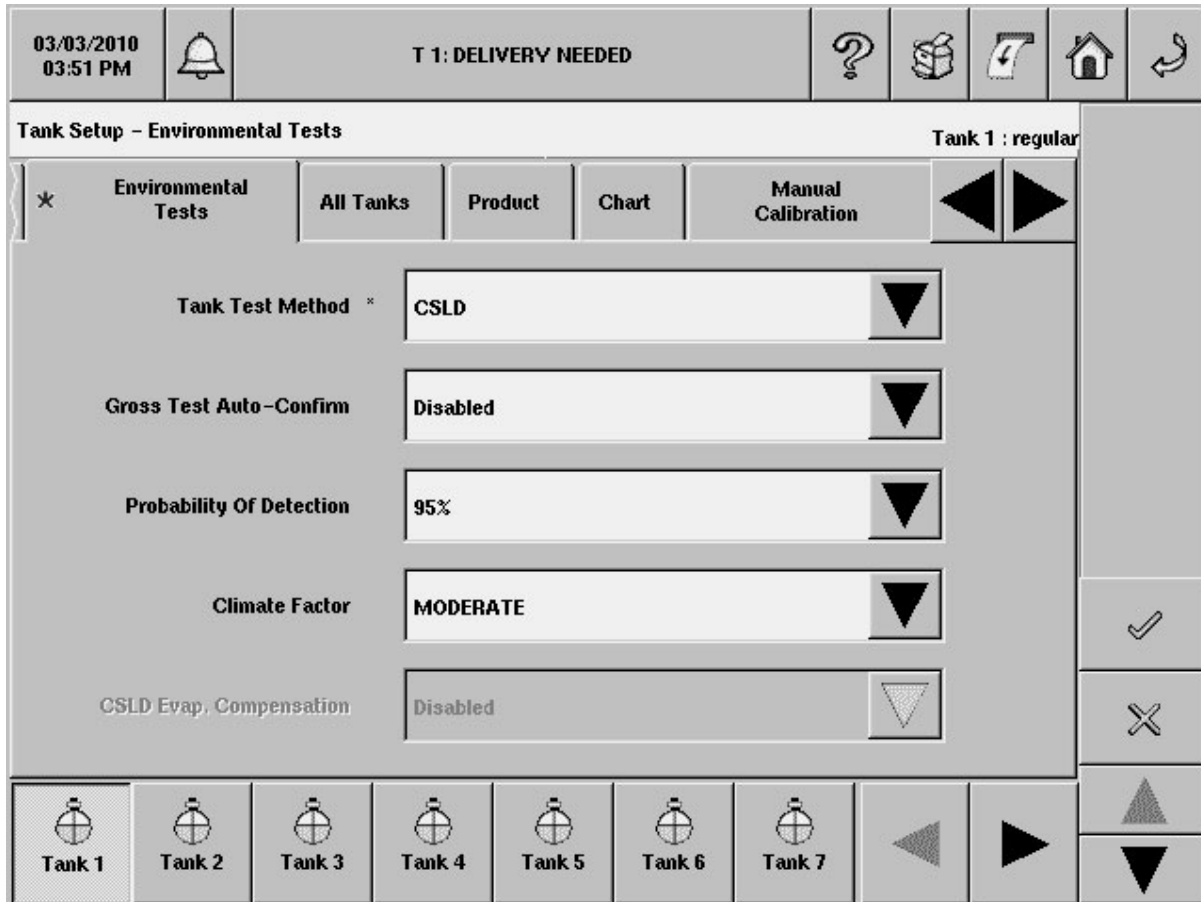 03/03/2010
03:51 PM
T 1: DELIVERY NEEDED
Tank Setup - Environmental Tests
Tank 1 : regular
* Environmental
Tests
All Tanks
Product
Chart
Manual
Calibration
Tank Test Method *
CSLD
Gross Test Auto-Confirm
Disabled
Probability Of Detection
95%
Climate Factor
MODERATE
CSLD Evap. Compensation
Disabled
Tank 1
Tank 2
Tank 3
Tank 4
Tank 5
Tank 6
Tank 7